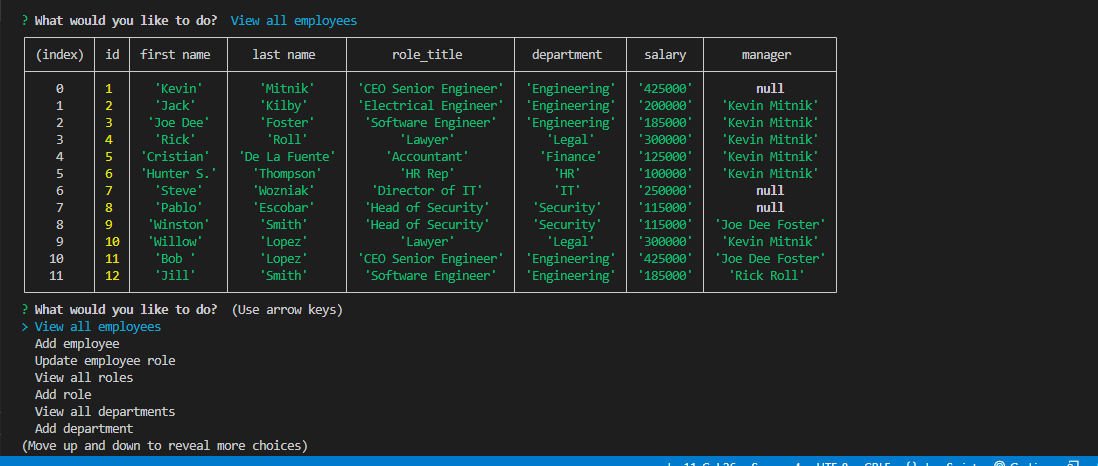 ? What would you like to do? View all employees
(index) id first name last name role_title department salary manager
0 1 'Kevin' 'Mitnik' 'CEO Senior Engineer' 'Engineering' '425000' null
1 2 'Jack' 'Kilby' 'Electrical Engineer' 'Engineering' '200000' 'Kevin Mitnik'
2 3 'Joe Dee' 'Foster' 'Software Engineer' 'Engineering' '185000' 'Kevin Mitnik'
3 4 'Rick' 'Roll' 'Lawyer' 'Legal' '300000' 'Kevin Mitnik'
4 5 'Cristian' 'De La Fuente' 'Accountant' 'Finance' '125000' 'Kevin Mitnik'
5 6 'Hunter S.' 'Thompson' 'HR Rep' 'HR' '100000' 'Kevin Mitnik'
6 7 'Steve' 'Wozniak' 'Director of IT' 'IT' '250000' null
7 8 'Pablo' 'Escobar' 'Head of Security' 'Security' '115000' null
8 9 'Winston' 'Smith' 'Head of Security' 'Security' '115000' 'Joe Dee Foster'
9 10 'Willow' 'Lopez' 'Lawyer' 'Legal' '300000' 'Kevin Mitnik'
10 11 'Bob ' 'Lopez' 'CEO Senior Engineer' 'Engineering' '425000' 'Joe Dee Foster'
11 12 'Jill' 'Smith' 'Software Engineer' 'Engineering' '185000' 'Rick Roll'
? What would you like to do? (Use arrow keys)
> View all employees
Add employee
Update employee role
View all roles
Add role
View all departments
Add department
(Move up and down to reveal more choices)